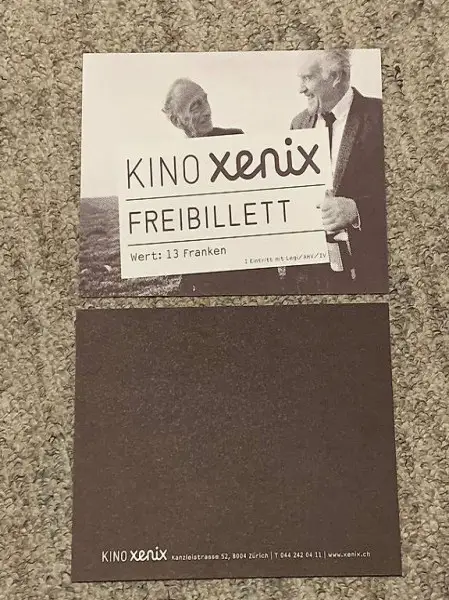 KINO xenix
FREIBILLETT
Wert: 13 Franken
1 Eintritt mit Legi/AHV/IV
KINO xenix Kanzleistrasse 52, 8004 Zürich | T 044 242 04 11 | www.xenix.ch